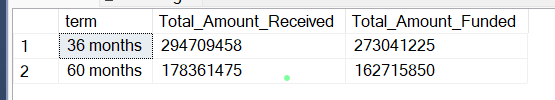 term Total_Amount_Received Total_Amount_Funded
1 36 months 294709458 273041225
2 60 months 178361475 162715850